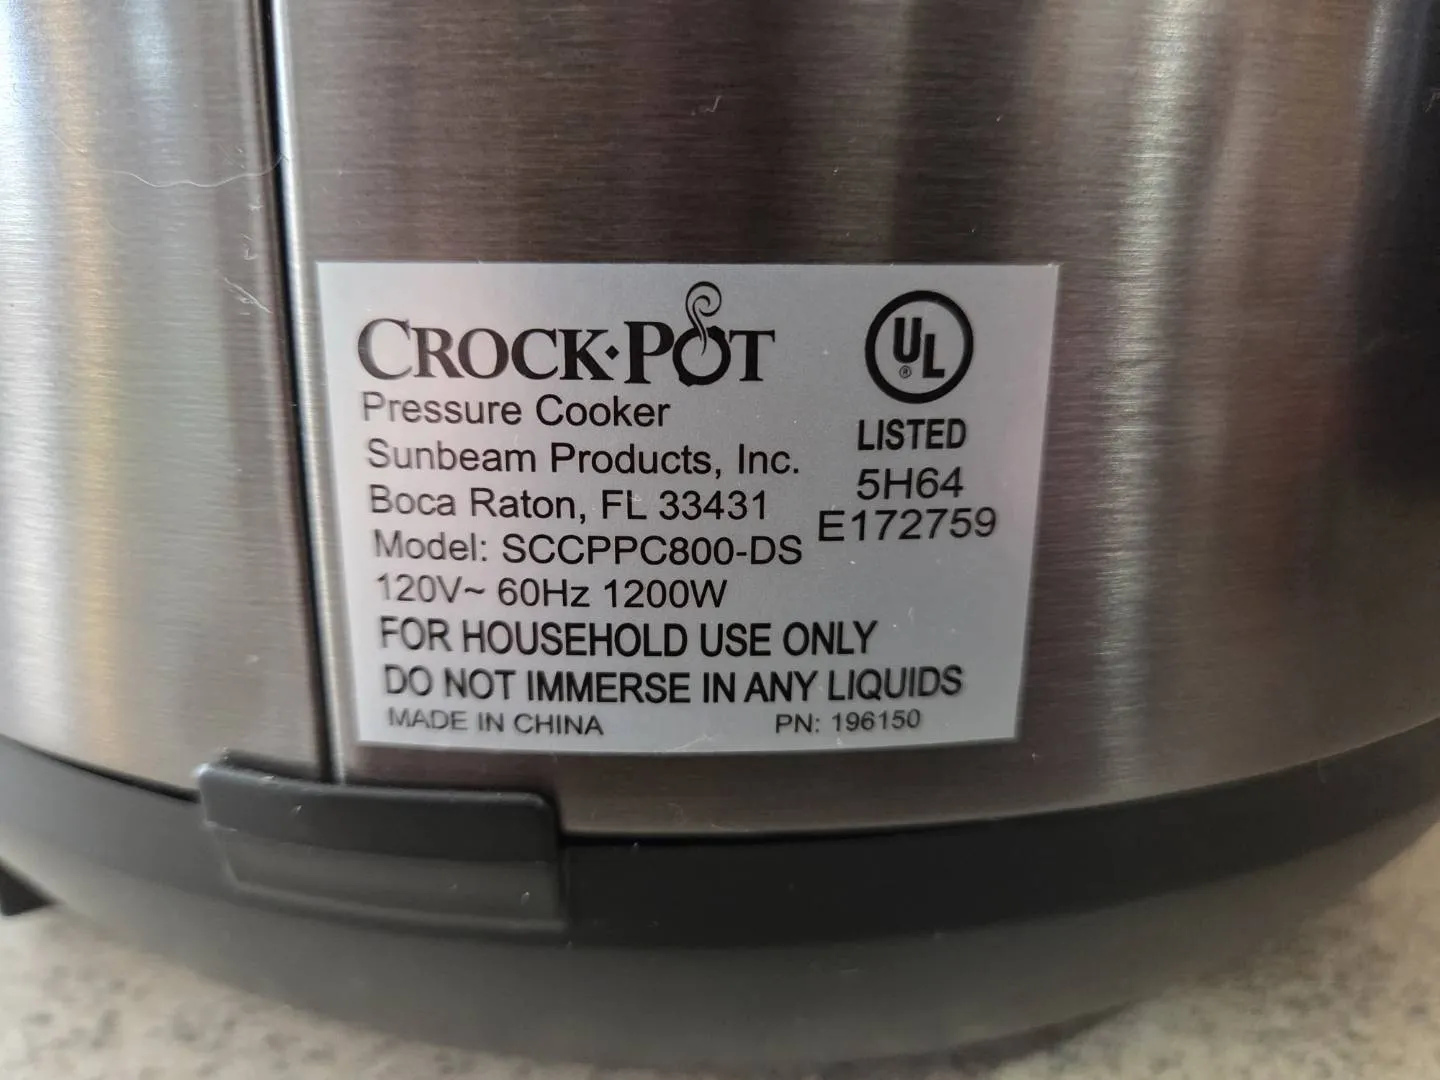 CROCK•POT
Pressure Cooker
Sunbeam Products, Inc.
Boca Raton, FL 33431
Model: SCCPPC800-DS
120V~ 60Hz 1200W
FOR HOUSEHOLD USE ONLY
DO NOT IMMERSE IN ANY LIQUIDS
MADE IN CHINA
PN: 196150
UL
®
LISTED
5H64
E172759